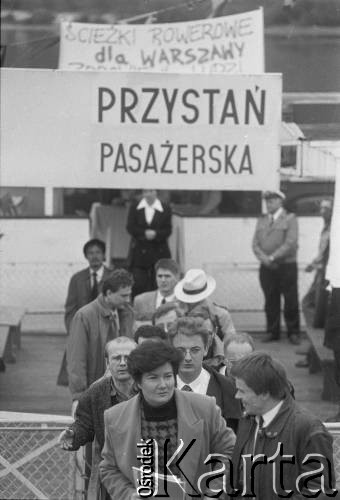 ŚCIEŻKI ROWEROWE
dla WARSZAWY
PRZYSTAŃ
PASAŻERSKA
Ośrodek
Karta